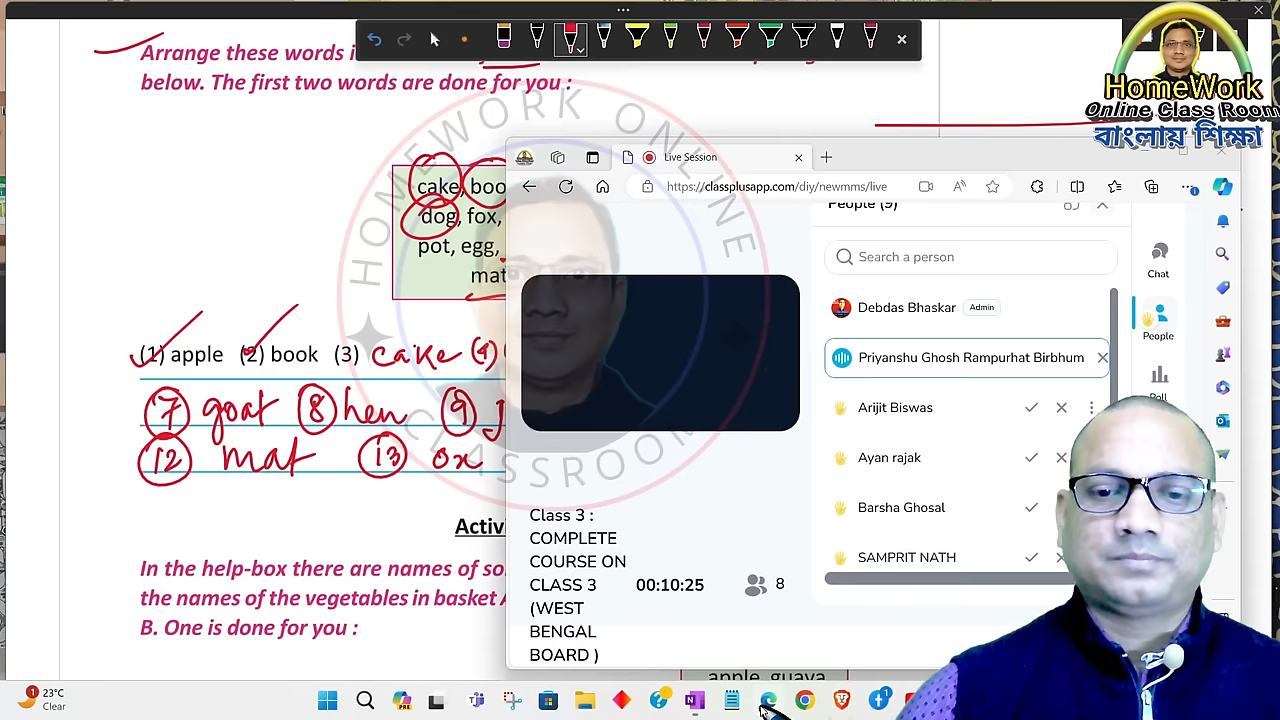 Arrange these words i
below. The first two words are done for you :
HomeWork
Online Class Room
বাংলায় শিক্ষা
HOMEWORK ONLINE
CLASSROOM
cake, boo
dog, fox,
pot, egg,
mat
(1) apple (2) book (3) cake (4)
(7) goat (8) hen (9)
(12) mat (13) ox
Activi
In the help-box there are names of so
the names of the vegetables in basket A
B. One is done for you :
Live Session
https://classplusapp.com/diy/newmms/live
People (9)
Search a person
Debdas Bhaskar Admin
Priyanshu Ghosh Rampurhat Birbhum
Arijit Biswas
Ayan rajak
Barsha Ghosal
SAMPRIT NATH
Chat
People
Poll
Class 3 :
COMPLETE
COURSE ON
CLASS 3
(WEST
BENGAL
BOARD )
00:10:25
8
apple, guava
1
23°C
Clear